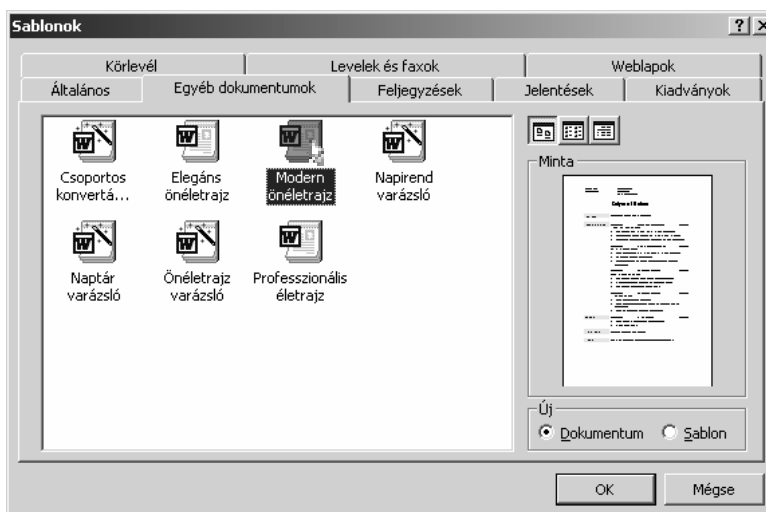 Sablonok
Körlevél
Levelek és faxok
Weblapok
Általános
Egyéb dokumentumok
Feljegyzések
Jelentések
Kiadványok
Csoportos
konvertá...
Elegáns
önéletrajz
Modern
önéletrajz
Napirend
varázsló
Naptár
varázsló
Önéletrajz
varázsló
Professzionális
életrajz
Minta
Új
Dokumentum
Sablon
OK
Mégse